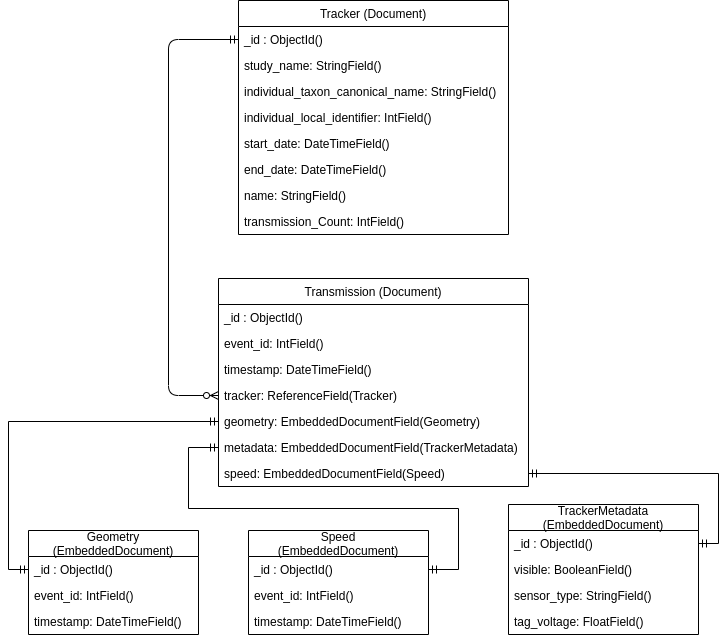 Tracker (Document)
_id : ObjectId()
study_name: StringField()
individual_taxon_canonical_name: StringField()
individual_local_identifier: IntField()
start_date: DateTimeField()
end_date: DateTimeField()
name: StringField()
transmission_Count: IntField()
Transmission (Document)
_id : ObjectId()
event_id: IntField()
timestamp: DateTimeField()
tracker: ReferenceField(Tracker)
geometry: EmbeddedDocumentField(Geometry)
metadata: EmbeddedDocumentField(TrackerMetadata)
speed: EmbeddedDocumentField(Speed)
Geometry
(EmbeddedDocument)
_id : ObjectId()
event_id: IntField()
timestamp: DateTimeField()
Speed
(EmbeddedDocument)
_id : ObjectId()
event_id: IntField()
timestamp: DateTimeField()
TrackerMetadata
(EmbeddedDocument)
_id : ObjectId()
visible: BooleanField()
sensor_type: StringField()
tag_voltage: FloatField()